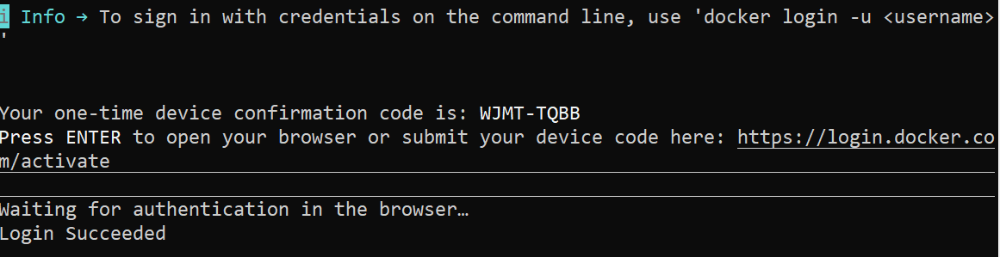 i Info → To sign in with credentials on the command line, use 'docker login -u <username>
'
Your one-time device confirmation code is: WJMT-TQBB
Press ENTER to open your browser or submit your device code here: https://login.docker.co
m/activate
Waiting for authentication in the browser…
Login Succeeded